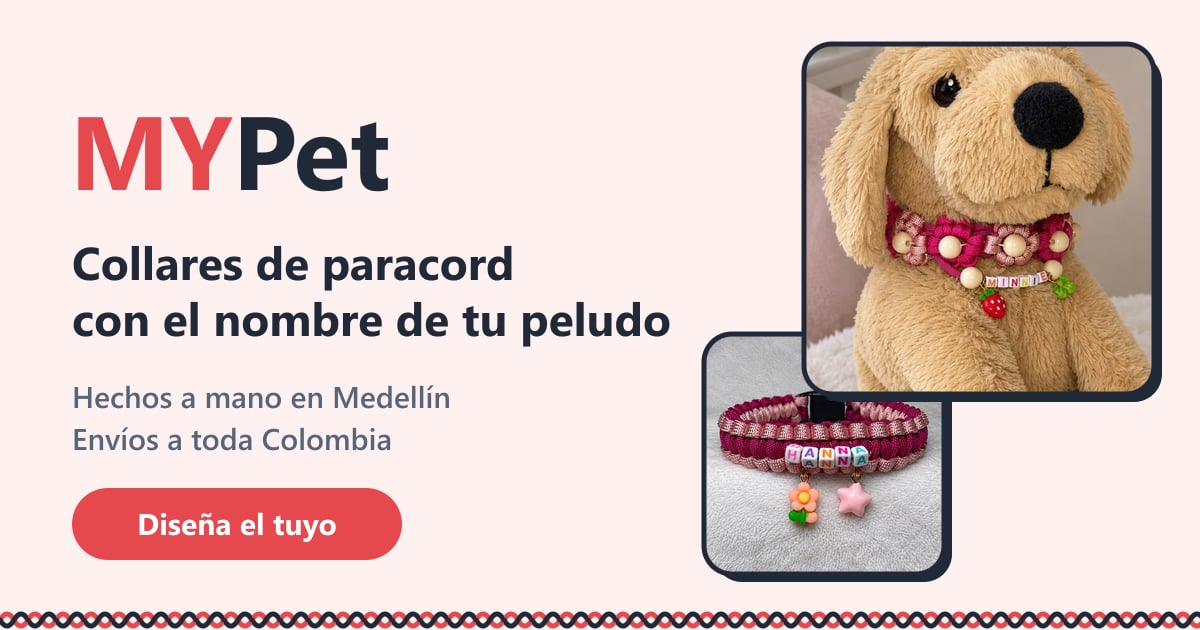 MYPet
Collares de paracord
con el nombre de tu peludo
Hechos a mano en Medellín
Envíos a toda Colombia
Diseña el tuyo
MINNIE
HANNA